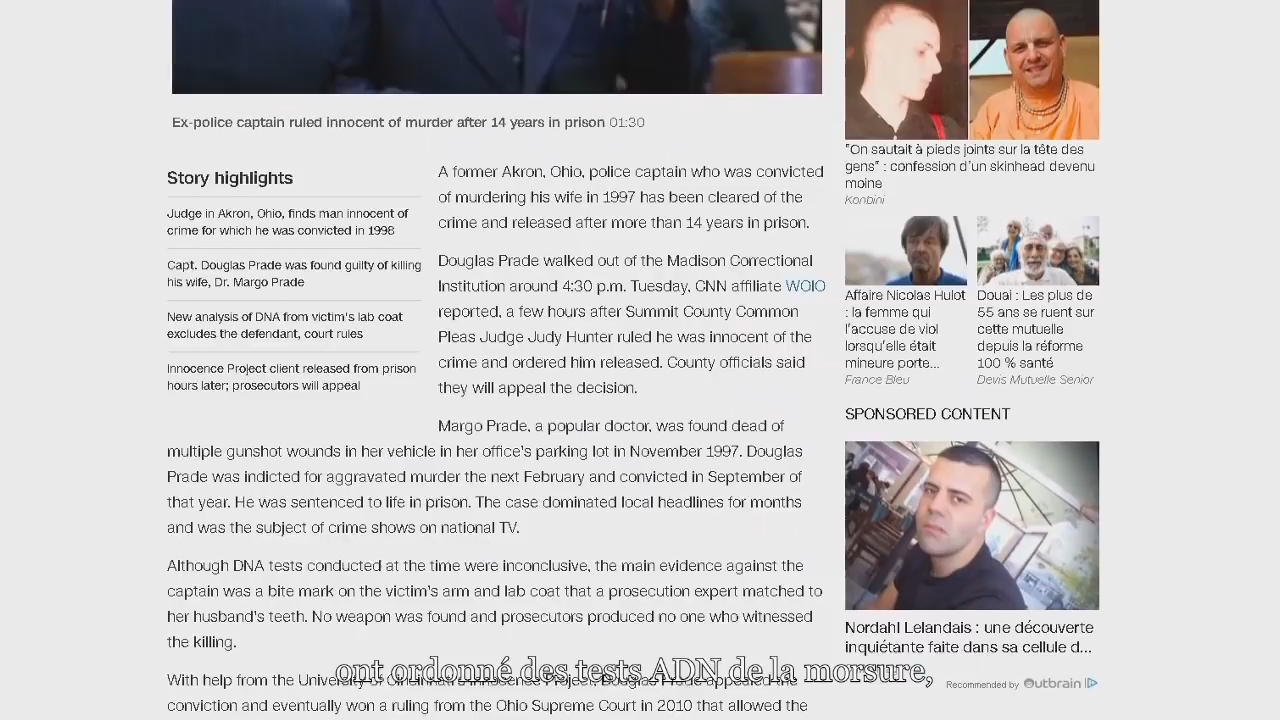 Ex-police captain ruled innocent of murder after 14 years in prison 01:30
Story highlights
Judge in Akron, Ohio, finds man innocent of
crime for which he was convicted in 1998
Capt. Douglas Prade was found guilty of killing
his wife, Dr. Margo Prade
New analysis of DNA from victim's lab coat
excludes the defendant, court rules
Innocence Project client released from prison
hours later; prosecutors will appeal
A former Akron, Ohio, police captain who was convicted
of murdering his wife in 1997 has been cleared of the
crime and released after more than 14 years in prison.
Douglas Prade walked out of the Madison Correctional
Institution around 4:30 p.m. Tuesday, CNN affiliate WOIO
reported, a few hours after Summit County Common
Pleas Judge Judy Hunter ruled he was innocent of the
crime and ordered him released. County officials said
they will appeal the decision.
Margo Prade, a popular doctor, was found dead of
multiple gunshot wounds in her vehicle in her office's parking lot in November 1997. Douglas
Prade was indicted for aggravated murder the next February and convicted in September of
that year. He was sentenced to life in prison. The case dominated local headlines for months
and was the subject of crime shows on national TV.
Although DNA tests conducted at the time were inconclusive, the main evidence against the
captain was a bite mark on the victim's arm and lab coat that a prosecution expert matched to
her husband's teeth. No weapon was found and prosecutors produced no one who witnessed
the killing.
With help from the University of Cincinnati's Innocence Project, Douglas Prade appealed the
conviction and eventually won a ruling from the Ohio Supreme Court in 2010 that allowed the
ont ordonné des tests ADN de la morsure,
"On sautait à pieds joints sur la tête des
gens" : confession d'un skinhead devenu
moine
Konbini
Affaire Nicolas Hulot
: la femme qui
l'accuse de viol
lorsqu'elle était
mineure porte...
France Bleu
Douai : Les plus de
55 ans se ruent sur
cette mutuelle
depuis la réforme
100 % santé
Devis Mutuelle Senior
SPONSORED CONTENT
Nordahl Lelandais : une découverte
inquiétante faite dans sa cellule d...
Recommended by Outbrain